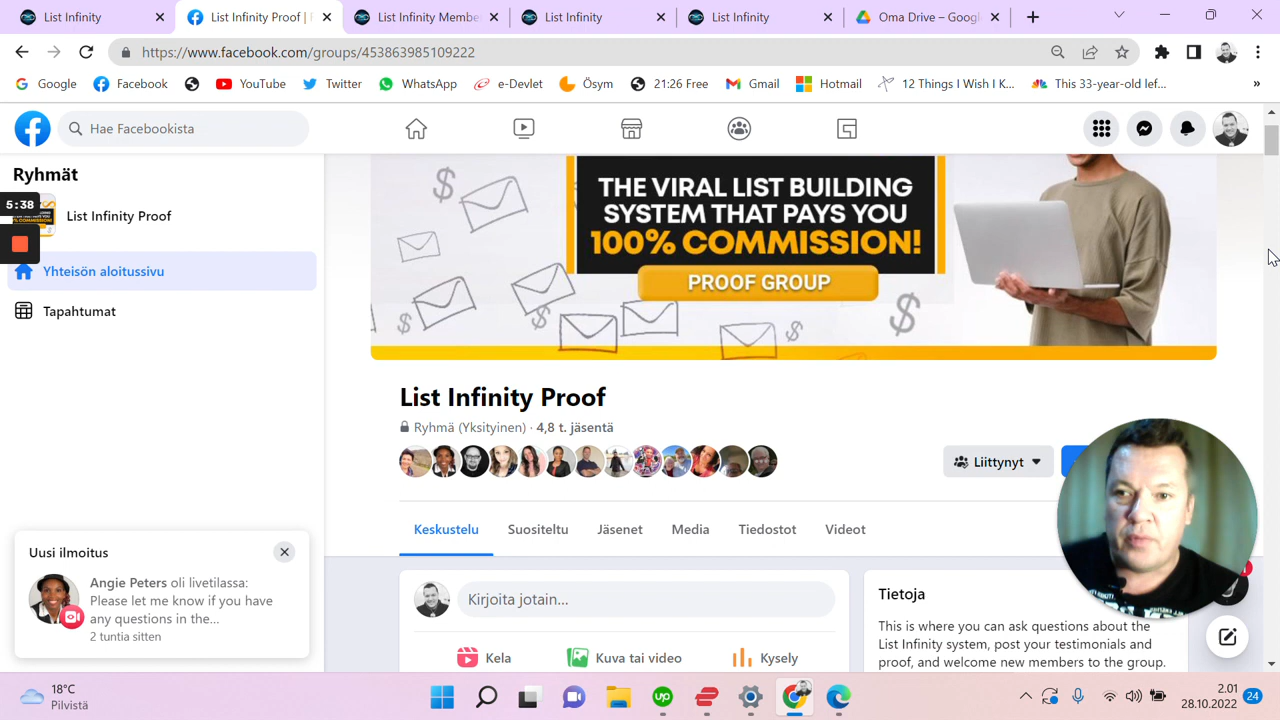 List Infinity
List Infinity Proof | F
List Infinity Membe
List Infinity
List Infinity
Oma Drive – Googl
https://www.facebook.com/groups/453863985109222
Google
Facebook
YouTube
Twitter
WhatsApp
e-Devlet
Ösym
21:26 Free
Gmail
Hotmail
12 Things I Wish I K...
This 33-year-old lef...
»
Hae Facebookista
Ryhmät
5:38
List Infinity Proof
Yhteisön aloitussivu
Tapahtumat
THE VIRAL LIST BUILDING
SYSTEM THAT PAYS YOU
100% COMMISSION!
PROOF GROUP
List Infinity Proof
Ryhmä (Yksityinen) · 4,8 t. jäsentä
Liittynyt
Keskustelu
Suositeltu
Jäsenet
Media
Tiedostot
Videot
Uusi ilmoitus
Angie Peters oli livetilassa:
Please let me know if you have
any questions in the...
2 tuntia sitten
Kirjoita jotain...
Kela
Kuva tai video
Kysely
Tietoja
This is where you can ask questions about the
List Infinity system, post your testimonials and
proof, and welcome new members to the group.
18°C
Pilvistä
2.01
28.10.2022
24